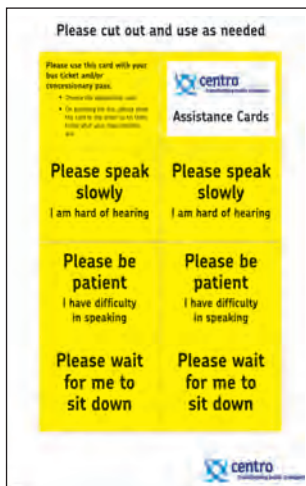 Please cut out and use as needed
Please use this card with your
bus ticket and/or
concessionary pass.
centro
Assistance Cards
Please speak
slowly
I am hard of hearing
Please speak
slowly
I am hard of hearing
Please be
patient
I have difficulty
in speaking
Please be
patient
I have difficulty
in speaking
Please wait
for me to
sit down
Please wait
for me to
sit down
centro